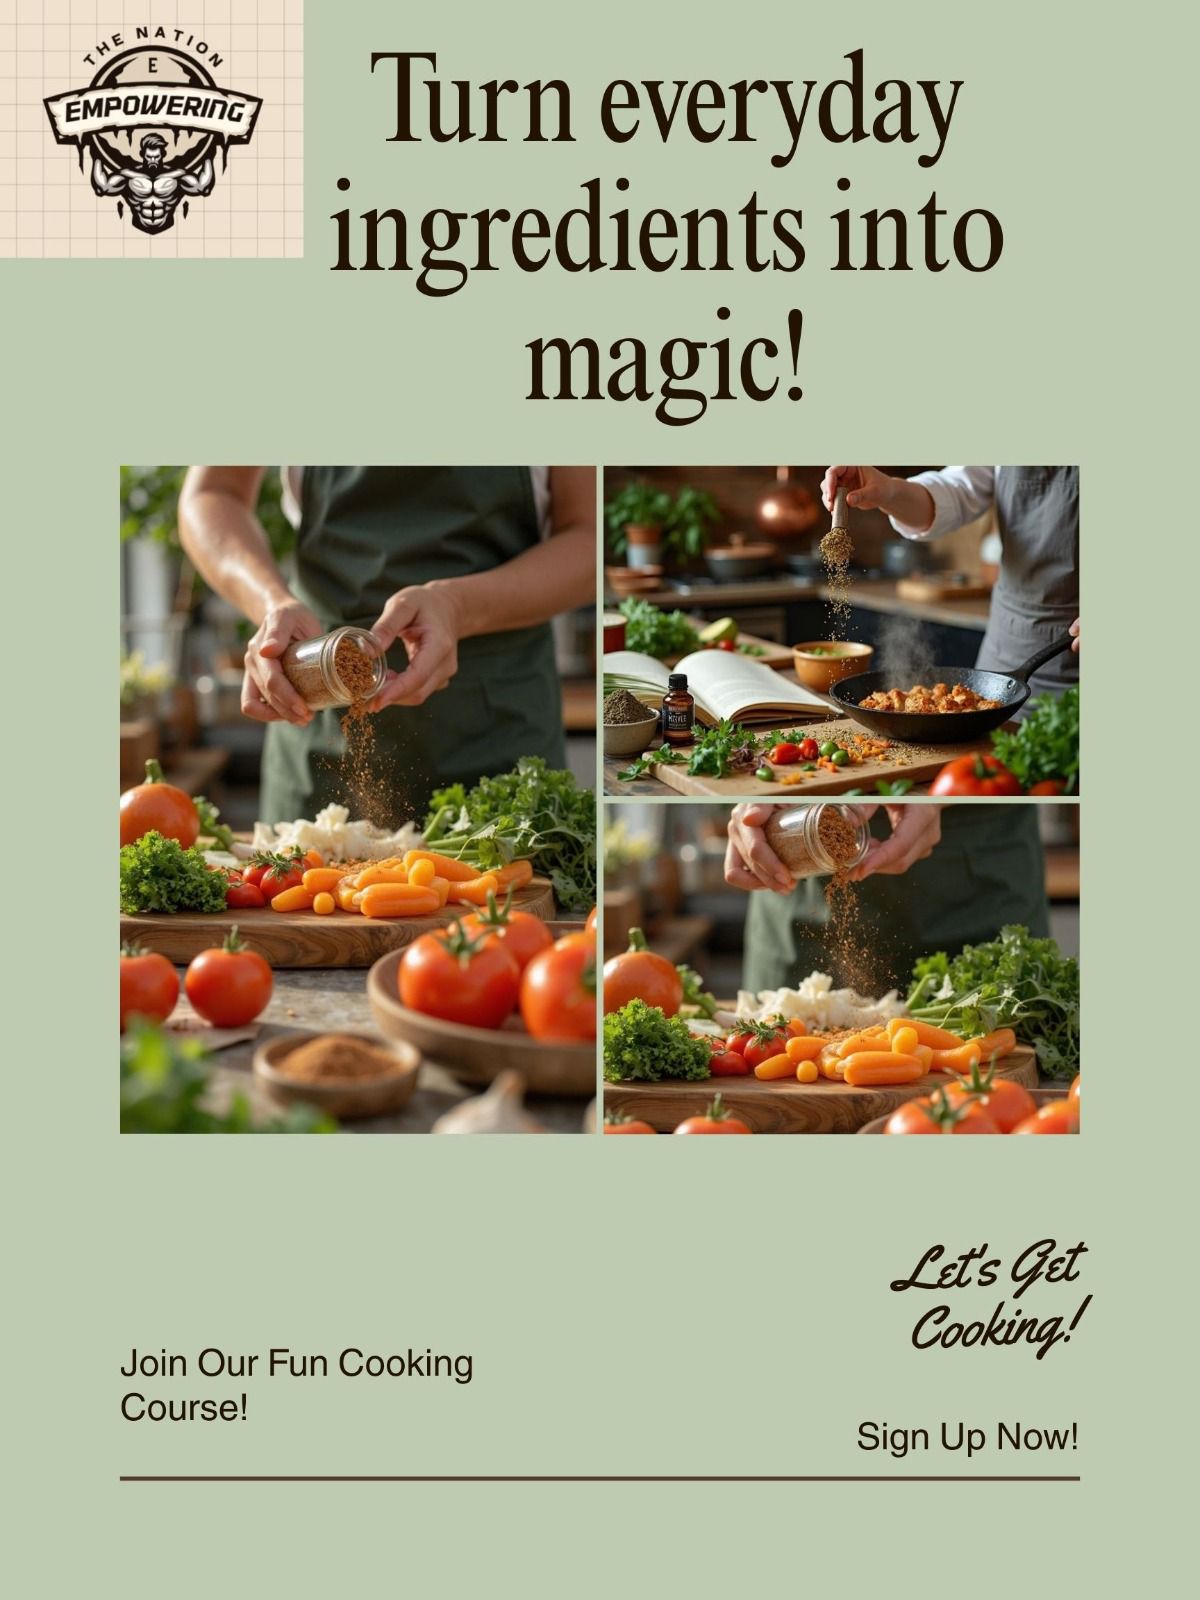 THE NATION
E
EMPOWERING
Turn everyday
ingredients into
magic!
Let's Get
Cooking!
Join Our Fun Cooking
Course!
Sign Up Now!